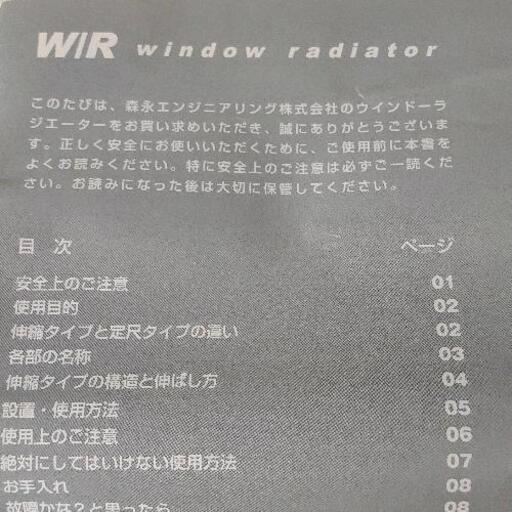 W/R window radiator
このたびは、森永エンジニアリング株式会社のウインドーラ
ジエーターをお買い求めいただき、誠にありがとうございま
す。正しく安全にお使いいただくために、ご使用前に本書を
よくお読みください。特に安全上のご注意は必ずご一読くだ
さい。お読みになった後は大切に保管してください。
目 次 ページ
安全上のご注意 01
使用目的 02
伸縮タイプと定尺タイプの違い 02
各部の名称 03
伸縮タイプの構造と伸ばし方 04
設置・使用方法 05
使用上のご注意 06
絶対にしてはいけない使用方法 07
お手入れ 08
故障かな？と思ったら 08